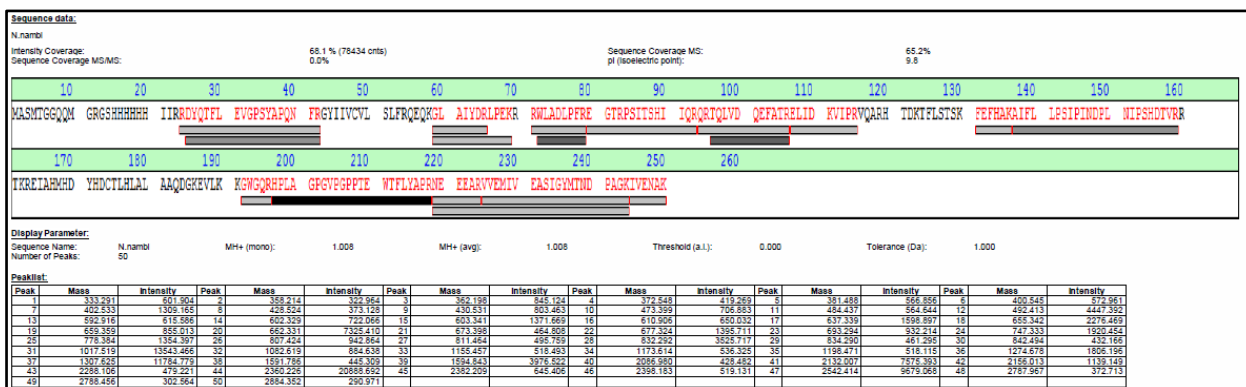 Sequence data:
N.nambi
Intensity Coverage: 68.1 % (78434 cnts) Sequence Coverage MS: 65.2%
Sequence Coverage MS/MS: 0.0% pI (isoelectric point): 9.8
10 20 30 40 50 60 70 80 90 100 110 120 130 140 150 160
MASMTGGQQM GRGSHHHHHH IIRRDYQTFL EVGPSYAPQN FRGYIIVCVL SLFRQEQKGL AIYDRLPEKR RWLADLPFRE GTRPSITSHI IQRQRTQLVD QEFATRELID KVIPRVQARH TDKTFLSTSK FEFHAKAIFL LPSIPINDPL NIPSHDTVRR
170 180 190 200 210 220 230 240 250 260
TKREIAHMHD YHDCTLHLAL AAQDGKEVLK KGWGQRHPLA GPGVPGPPTE WTFLYAPRNE EEARVVEMIV EASIGYMTND PAGKIVENAK
Display Parameter:
Sequence Name: N.nambi MH+ (mono): 1.008 MH+ (avg): 1.008 Threshold (a.i.): 0.000 Tolerance (Da): 1.000
Number of Peaks: 50
Peaklist:
Peak Mass Intensity Peak Mass Intensity Peak Mass Intensity Peak Mass Intensity Peak Mass Intensity Peak Mass Intensity
1 333.291 601.904 2 358.214 322.964 3 362.198 845.124 4 372.548 419.269 5 381.488 566.856 6 400.545 572.961
7 402.533 1309.165 8 428.524 373.128 9 430.531 803.463 10 473.399 706.883 11 484.437 564.644 12 492.413 4447.392
13 592.916 615.586 14 602.329 722.066 15 603.341 1371.669 16 610.906 650.032 17 637.339 1598.897 18 655.342 2276.469
19 659.359 855.013 20 662.331 7325.410 21 673.398 464.808 22 677.324 1395.711 23 693.294 932.214 24 747.333 1920.454
25 778.384 1354.397 26 807.424 942.864 27 811.464 495.759 28 832.292 3525.717 29 834.290 461.295 30 842.494 432.166
31 1017.519 13543.466 32 1082.619 884.638 33 1155.457 518.493 34 1173.614 536.325 35 1198.471 518.115 36 1274.678 1806.196
37 1307.625 11784.779 38 1591.786 445.309 39 1594.843 3976.522 40 2086.980 428.482 41 2132.007 7575.393 42 2156.013 1139.149
43 2288.106 479.221 44 2360.226 20888.692 45 2382.209 645.406 46 2398.183 519.131 47 2542.414 9679.068 48 2787.967 372.713
49 2788.456 302.564 50 2884.352 290.971